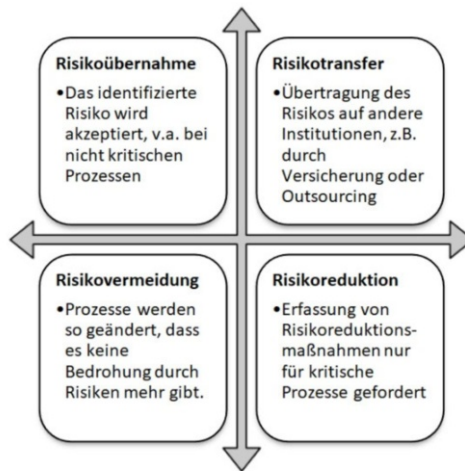 Risikoübernahme
•Das identifizierte
Risiko wird
akzeptiert, v.a. bei
nicht kritischen
Prozessen
Risikotransfer
•Übertragung des
Risikos auf andere
Institutionen, z.B.
durch
Versicherung oder
Outsourcing
Risikovermeidung
•Prozesse werden
so geändert, dass
es keine
Bedrohung durch
Risiken mehr gibt.
Risikoreduktion
•Erfassung von
Risikoreduktions-
maßnahmen nur
für kritische
Prozesse gefordert